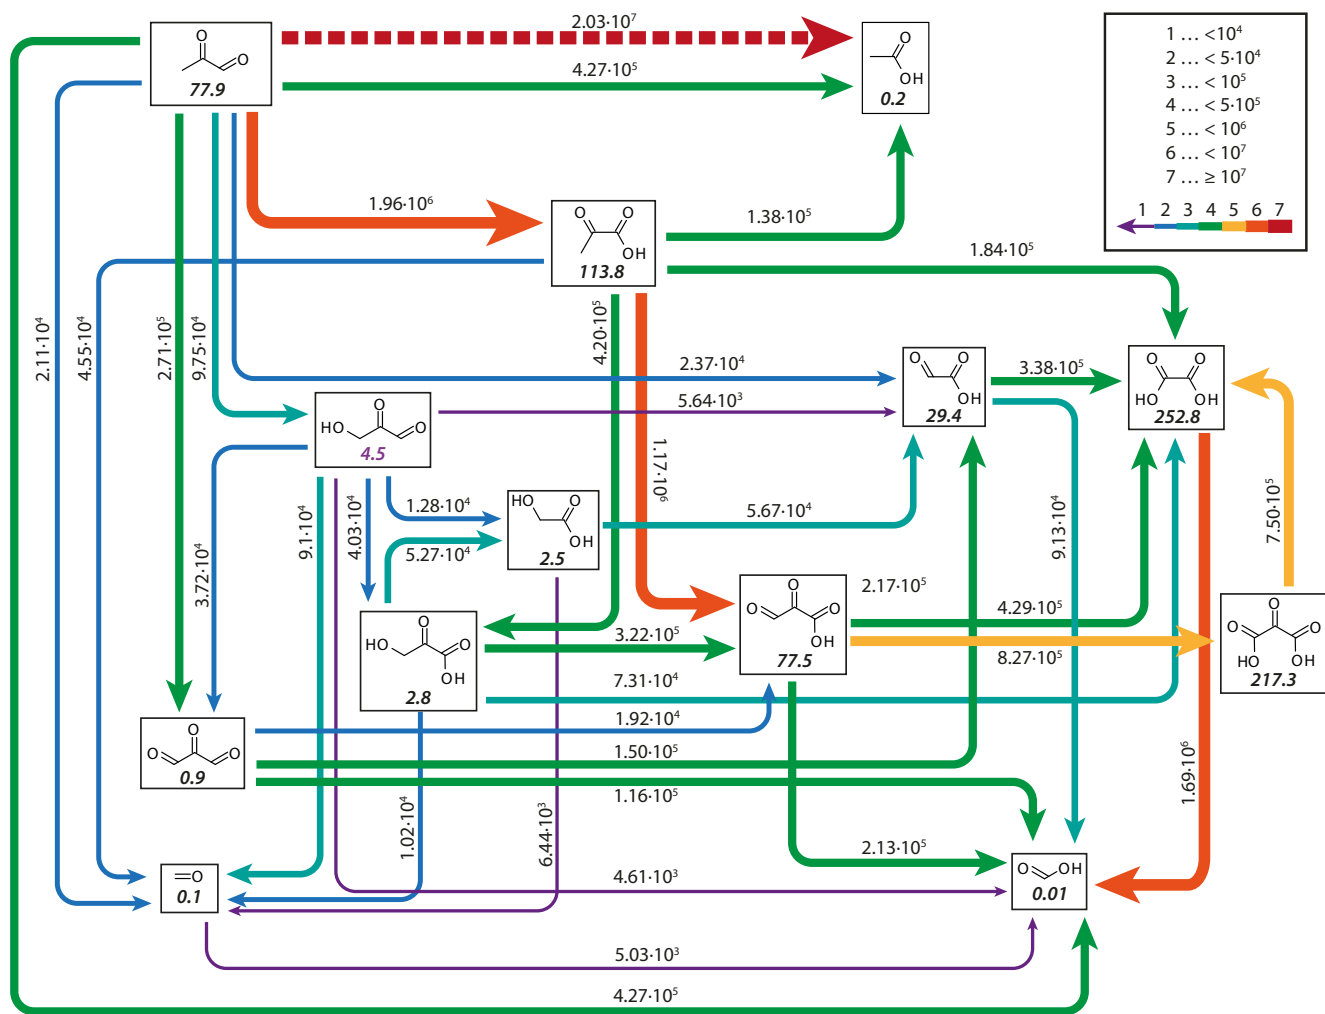 2.03·10⁷
4.27·10⁵
O
O
77.9
O
OH
0.2
1 … <10⁴
2 … < 5·10⁴
3 … < 10⁵
4 … < 5·10⁵
5 … < 10⁶
6 … < 10⁷
7 … ≥ 10⁷
1 2 3 4 5 6 7
1.96·10⁶
O O
OH
113.8
1.38·10⁵
1.84·10⁵
2.11·10⁴
4.55·10⁴
2.71·10⁵
9.75·10⁴
4.20·10⁵
2.37·10⁴
5.64·10³
O O
OH
29.4
3.38·10⁵
O O
HO OH
252.8
HO O O
4.5
1.17·10⁶
9.1·10⁴
4.03·10⁴
1.28·10⁴
5.27·10⁴
3.72·10⁴
HO O
OH
2.5
5.67·10⁴
9.13·10⁴
7.50·10⁵
HO O O
OH
2.8
3.22·10⁵
7.31·10⁴
O O O
OH
77.5
2.17·10⁵
4.29·10⁵
8.27·10⁵
O O O
HO OH
217.3
O O O
0.9
1.92·10⁴
1.50·10⁵
1.16·10⁵
1.69·10⁶
1.02·10⁴
6.44·10³
2.13·10⁵
O
0.1
4.61·10³
O OH
0.01
5.03·10³
4.27·10⁵